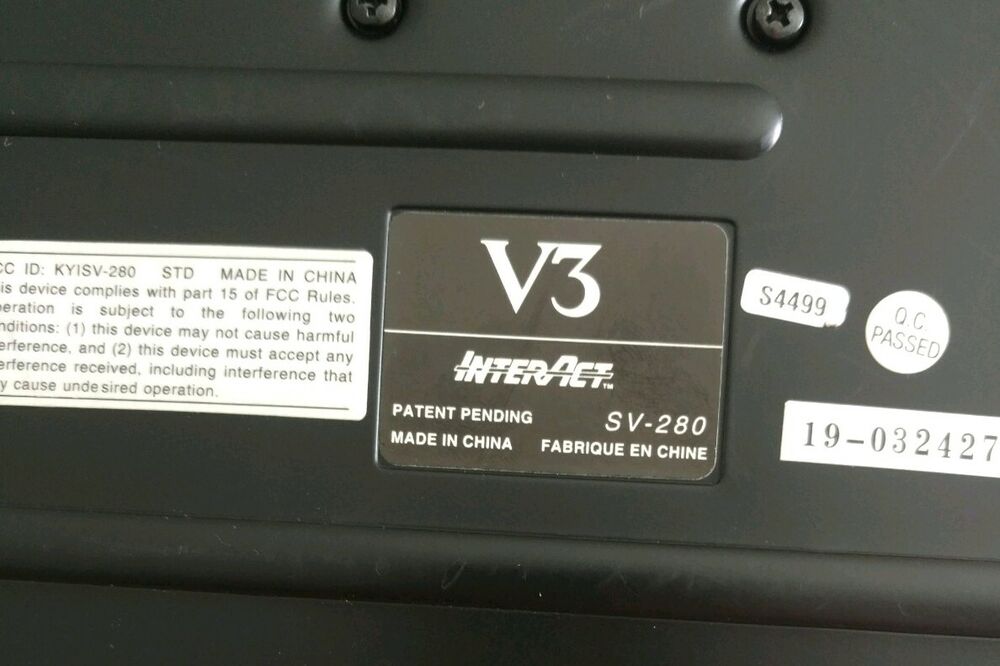 CC ID: KYISV-280 STD MADE IN CHINA
is device complies with part 15 of FCC Rules.
eration is subject to the following two
nditions: (1) this device may not cause harmful
erference, and (2) this device must accept any
erference received, including interference that
y cause undesired operation.
V3
INTERACT™
PATENT PENDING SV-280
MADE IN CHINA FABRIQUE EN CHINE
S4499
Q.C.
PASSED
19-032427